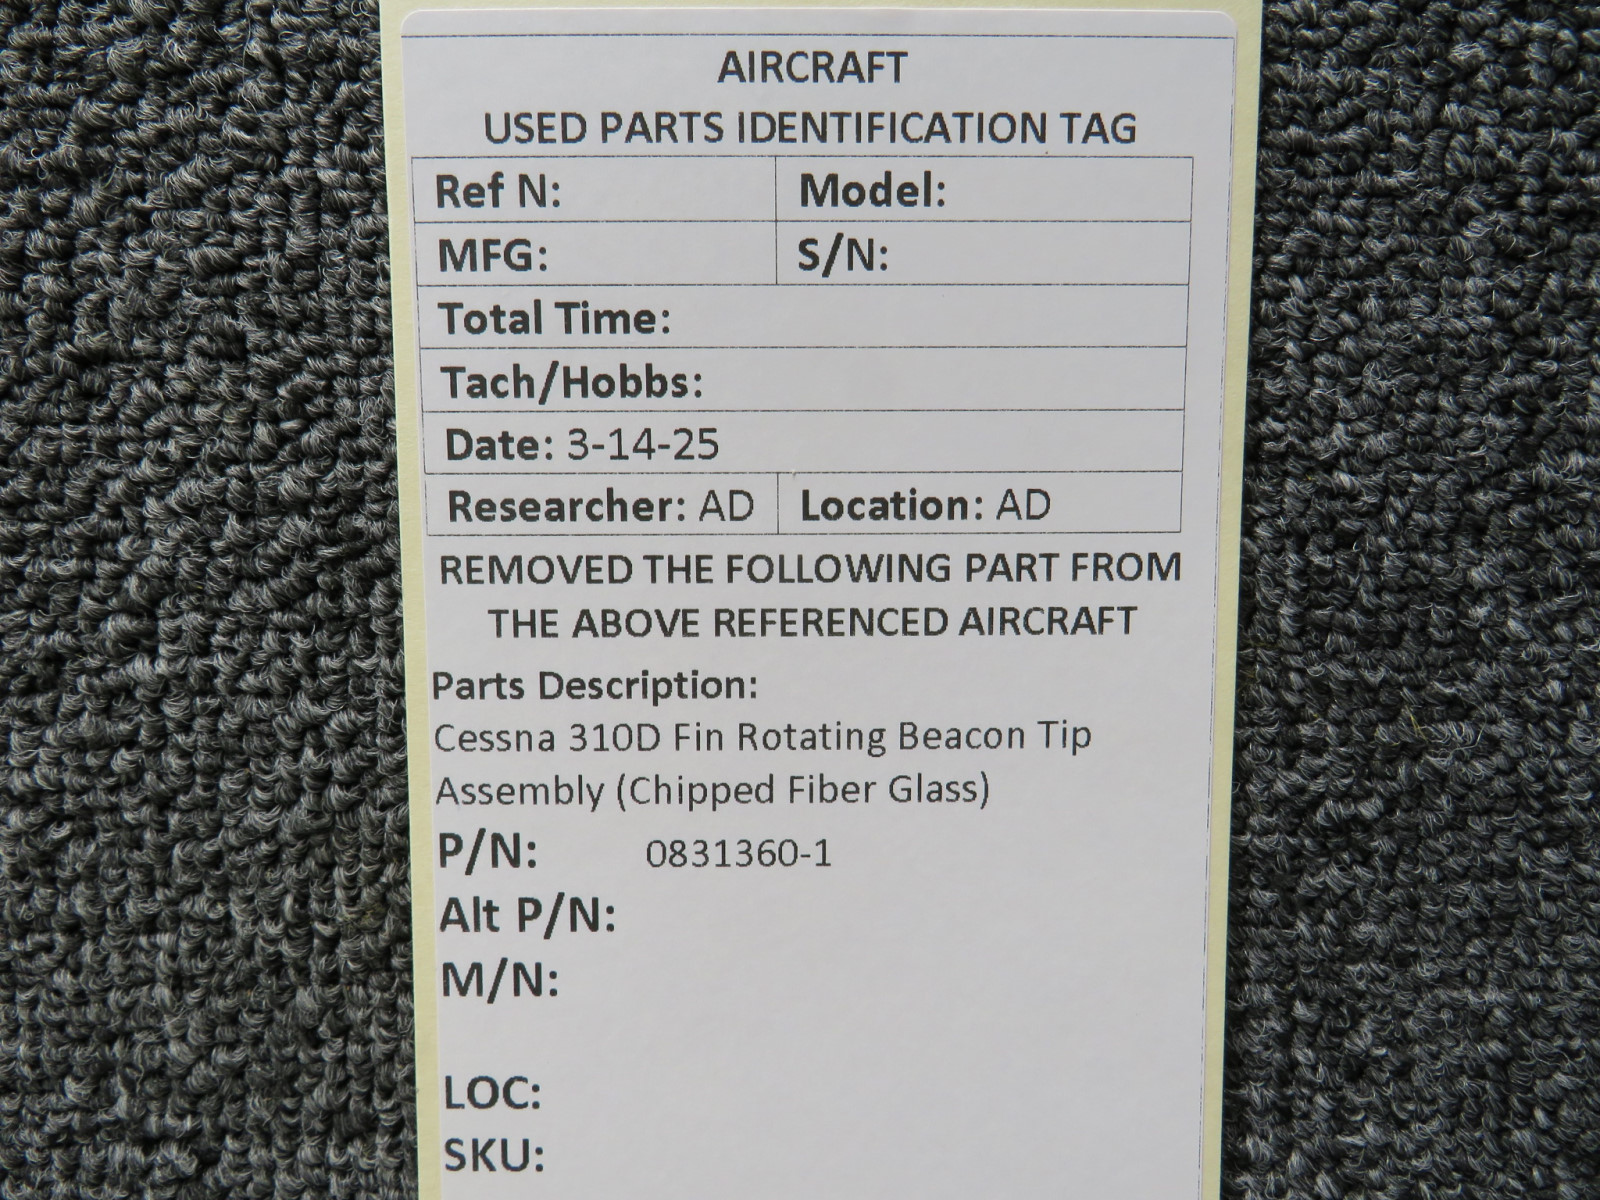 AIRCRAFT
USED PARTS IDENTIFICATION TAG
Ref N: Model:
MFG: S/N:
Total Time:
Tach/Hobbs:
Date: 3-14-25
Researcher: AD Location: AD
REMOVED THE FOLLOWING PART FROM
THE ABOVE REFERENCED AIRCRAFT
Parts Description:
Cessna 310D Fin Rotating Beacon Tip
Assembly (Chipped Fiber Glass)
P/N: 0831360-1
Alt P/N:
M/N:
LOC:
SKU: